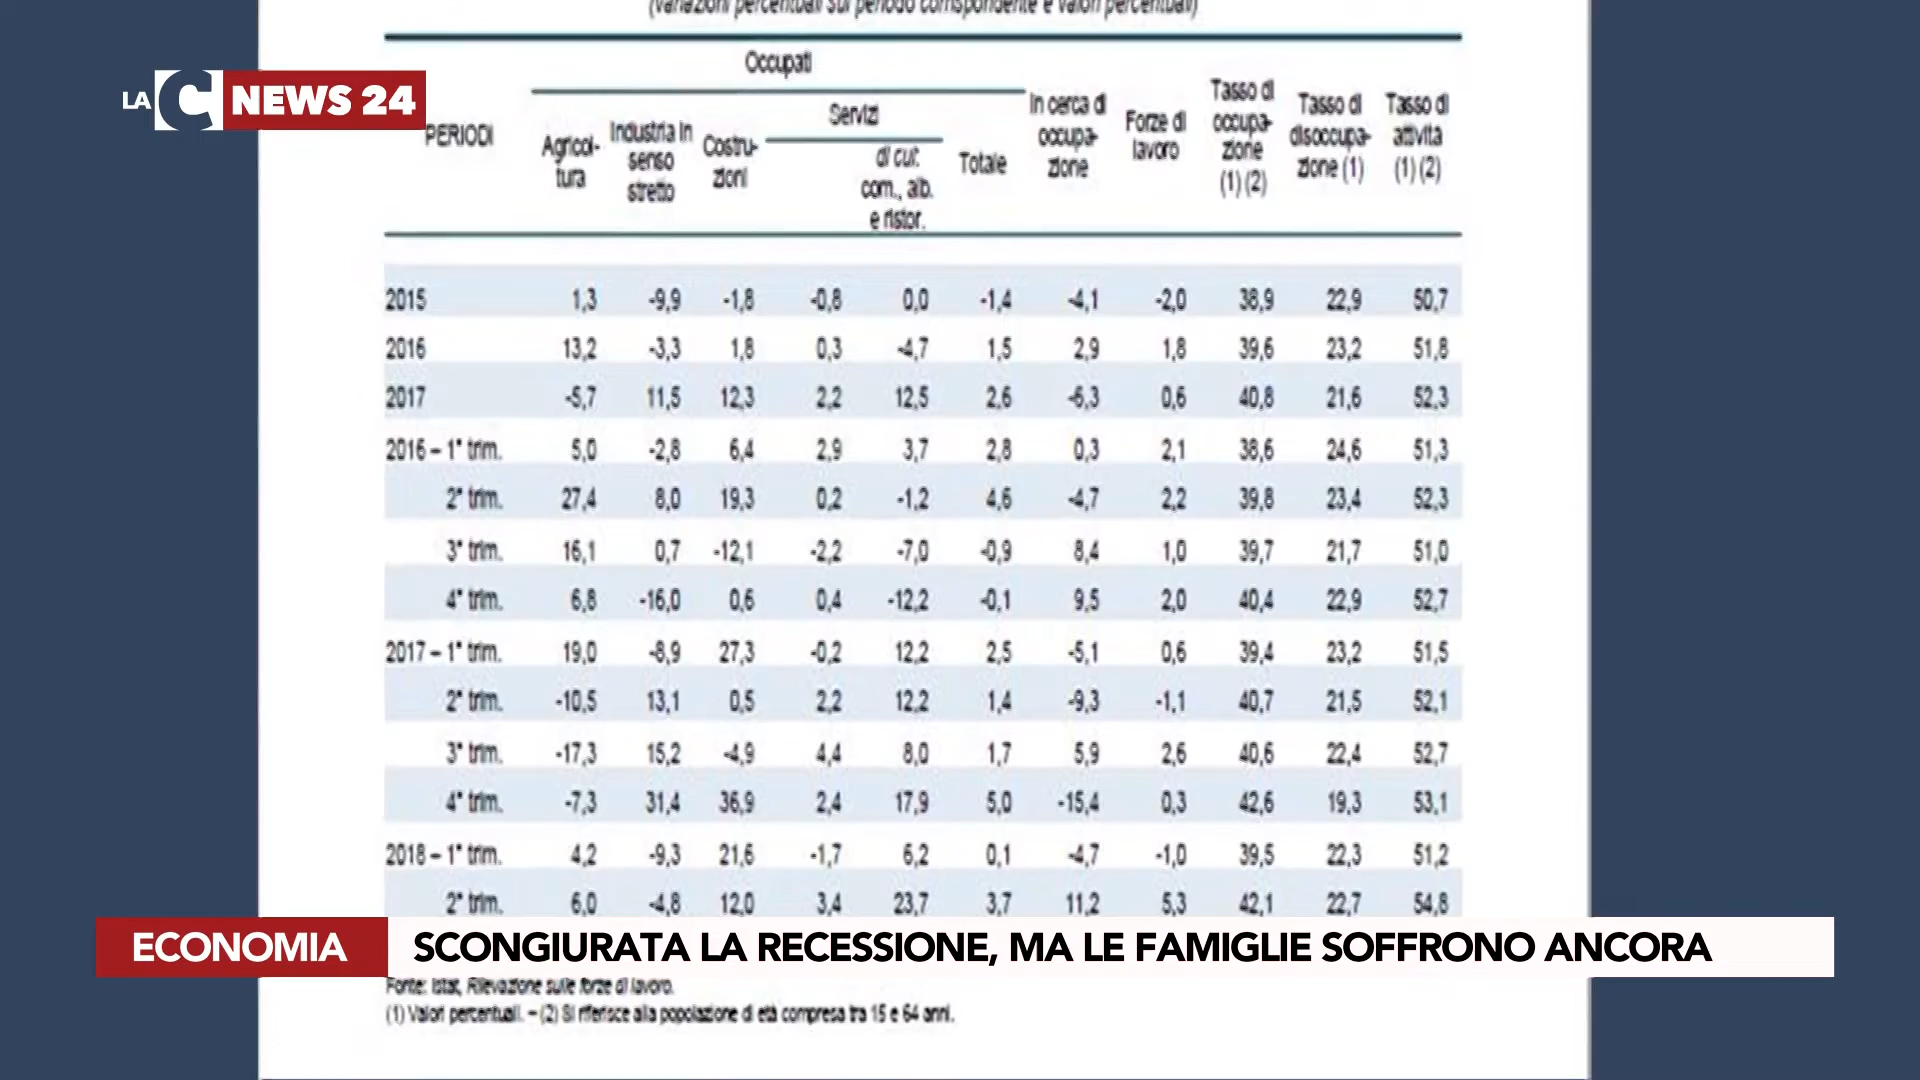 (variazioni percentuali sul periodo corrispondente e valori percentuali)
LA C NEWS 24
PERIODI
Occupati
Agricol-
tura
Industria in
senso
stretto
Costru-
zioni
Servizi
di cui:
com., alb.
e ristor.
Totale
In cerca di
occupa-
zione
Forze di
lavoro
Tasso di
occupa-
zione
(1) (2)
Tasso di
disoccupa-
zione (1)
Tasso di
attività
(1) (2)
2015 1,3 -9,9 -1,8 -0,8 0,0 -1,4 -4,1 -2,0 38,9 22,9 50,7
2016 13,2 -3,3 1,8 0,3 -4,7 1,5 2,9 1,8 39,6 23,2 51,8
2017 -5,7 11,5 12,3 2,2 12,5 2,6 -6,3 0,6 40,8 21,6 52,3
2016 – 1° trim. 5,0 -2,8 6,4 2,9 3,7 2,8 0,3 2,1 38,6 24,6 51,3
2° trim. 27,4 8,0 19,3 0,2 -1,2 4,6 -4,7 2,2 39,8 23,4 52,3
3° trim. 16,1 0,7 -12,1 -2,2 -7,0 -0,9 8,4 1,0 39,7 21,7 51,0
4° trim. 6,8 -16,0 0,6 0,4 -12,2 -0,1 9,5 2,0 40,4 22,9 52,7
2017 – 1° trim. 19,0 -8,9 27,3 -0,2 12,2 2,5 -5,1 0,6 39,4 23,2 51,5
2° trim. -10,5 13,1 0,5 2,2 12,2 1,4 -9,3 -1,1 40,7 21,5 52,1
3° trim. -17,3 15,2 -4,9 4,4 8,0 1,7 5,9 2,6 40,6 22,4 52,7
4° trim. -7,3 31,4 36,9 2,4 17,9 5,0 -15,4 0,3 42,6 19,3 53,1
2018 – 1° trim. 4,2 -9,3 21,6 -1,7 6,2 0,1 -4,7 -1,0 39,5 22,3 51,2
2° trim. 6,0 -4,8 12,0 3,4 23,7 3,7 11,2 5,3 42,1 22,7 54,8
ECONOMIA SCONGIURATA LA RECESSIONE, MA LE FAMIGLIE SOFFRONO ANCORA
Fonte: Istat, Rilevazione sulle forze di lavoro.
(1) Valori percentuali. – (2) Si riferisce alla popolazione di età compresa tra 15 e 64 anni.